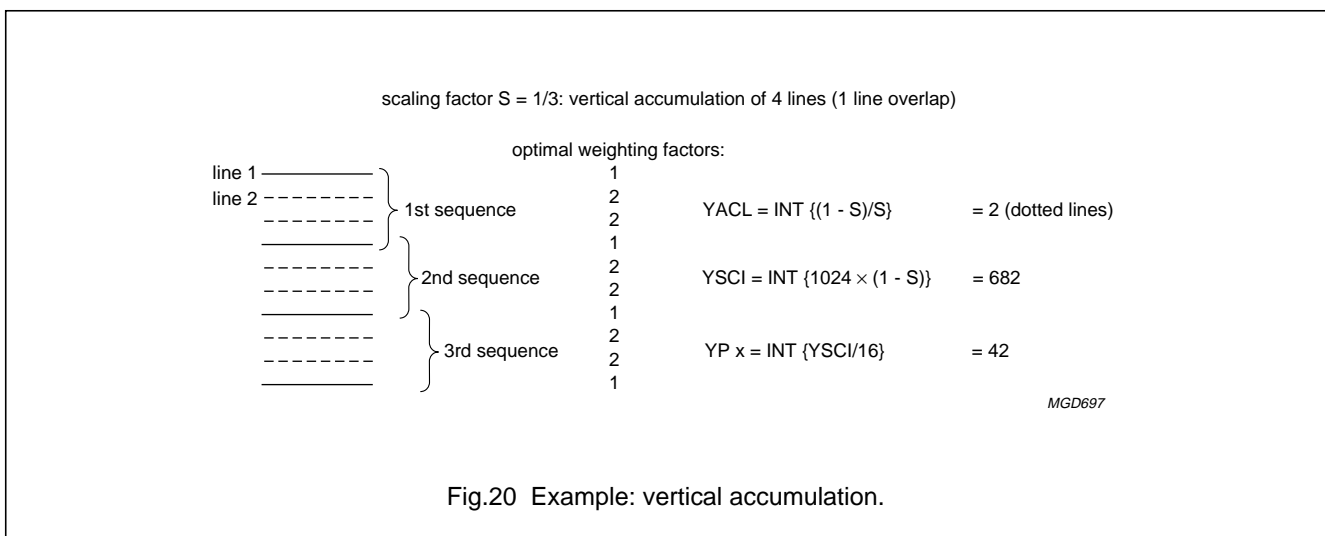 scaling factor S = 1/3: vertical accumulation of 4 lines (1 line overlap)
optimal weighting factors:
line 1
1
line 2
2
1st sequence
YACL = INT {(1 - S)/S} = 2 (dotted lines)
2
1
2
2nd sequence
YSCI = INT {1024 × (1 - S)} = 682
2
1
2
3rd sequence
YP x = INT {YSCI/16} = 42
2
1
MGD697
Fig.20 Example: vertical accumulation.